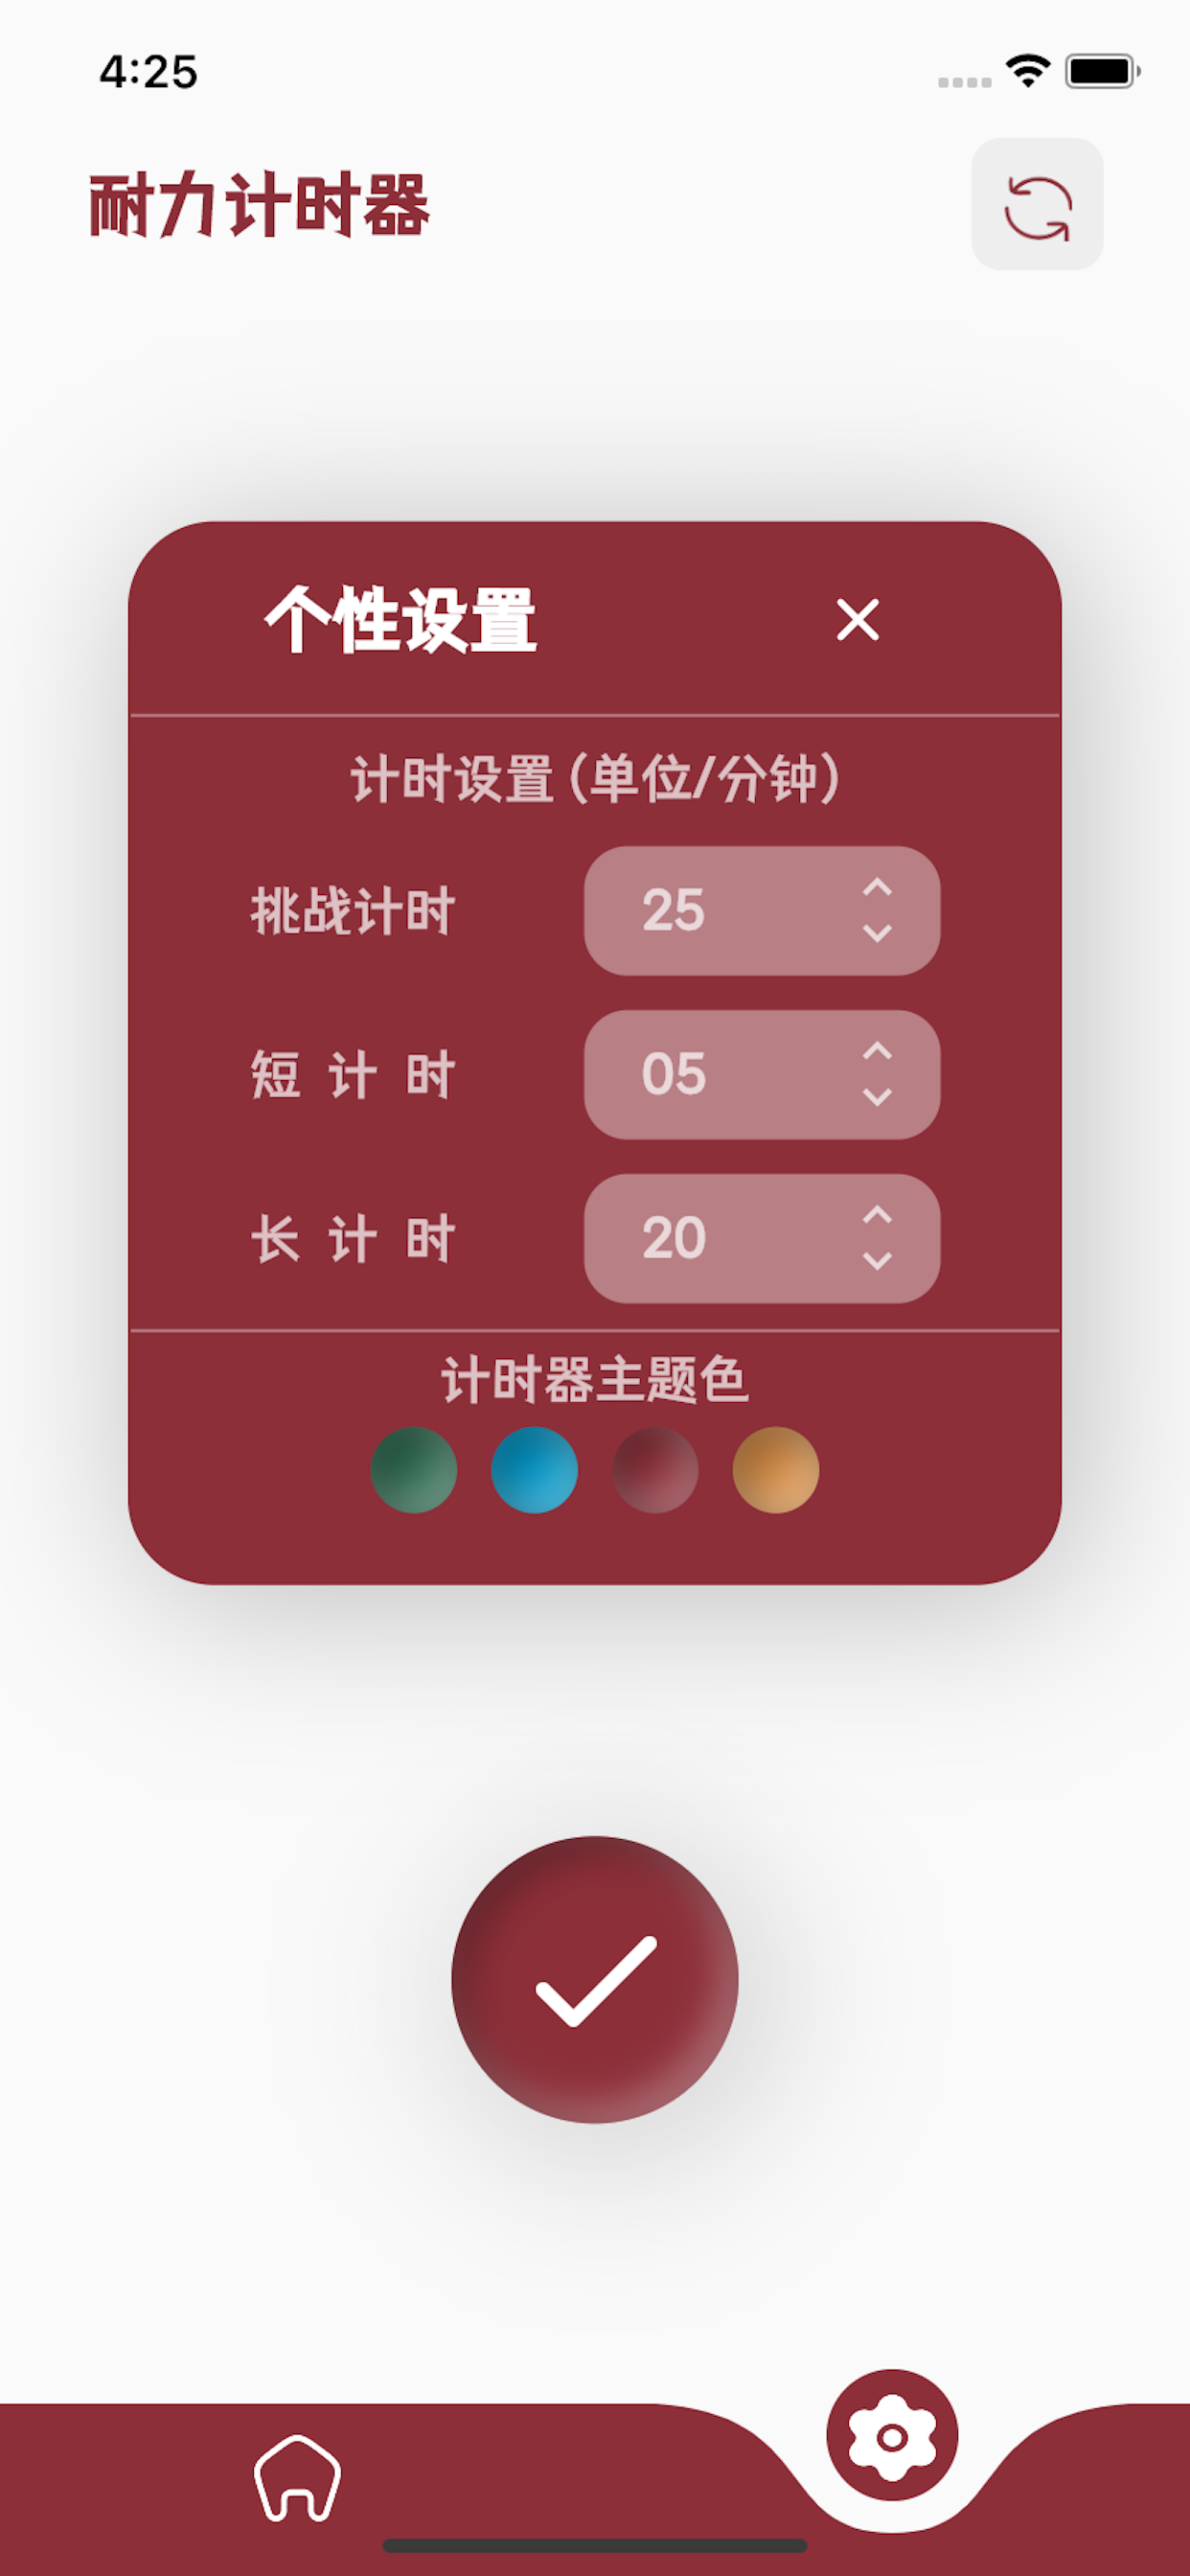 4:25
耐力计时器
个性设置
计时设置 (单位/分钟)
挑战计时 25
短 计 时 05
长 计 时 20
计时器主题色